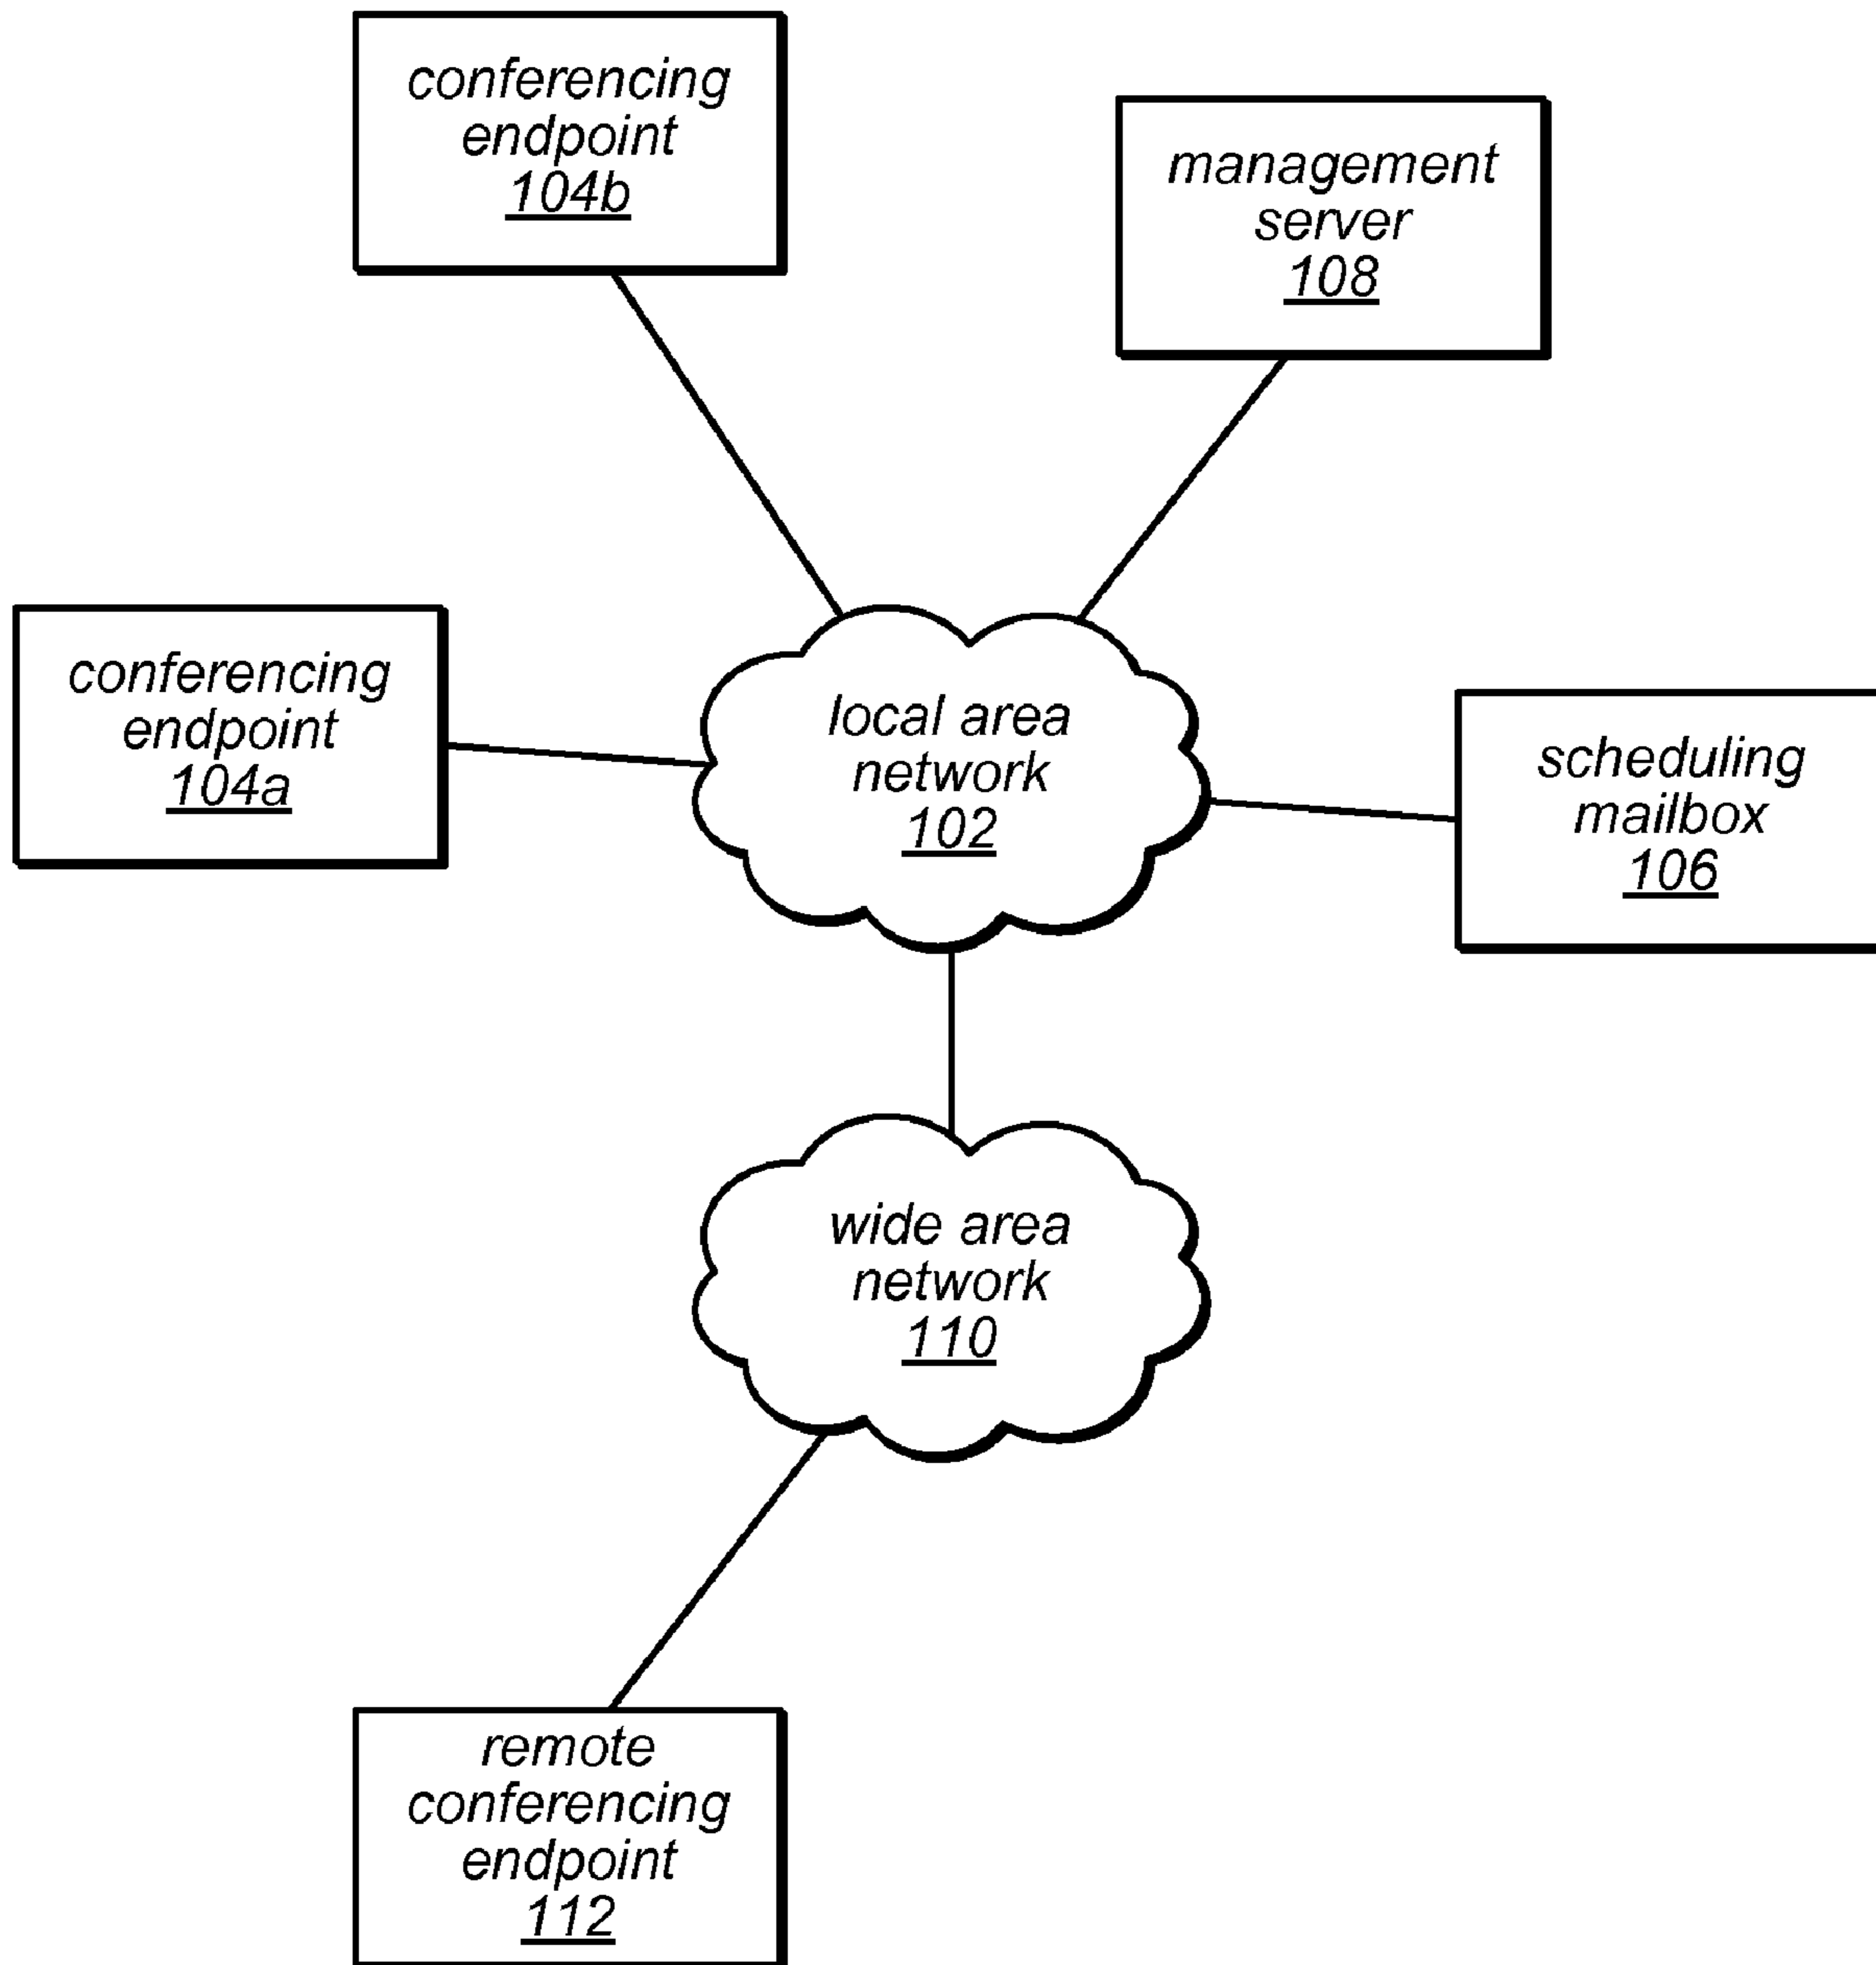 conferencing
endpoint
104b
management
server
108
conferencing
endpoint
104a
local area
network
102
scheduling
mailbox
106
wide area
network
110
remote
conferencing
endpoint
112